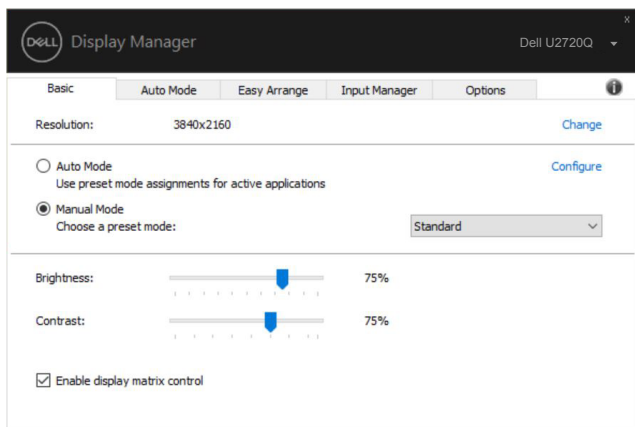 x
DELL Display Manager Dell U2720Q
Basic Auto Mode Easy Arrange Input Manager Options i
Resolution: 3840x2160 Change
Auto Mode Configure
Use preset mode assignments for active applications
Manual Mode
Choose a preset mode: Standard
Brightness: 75%
Contrast: 75%
Enable display matrix control